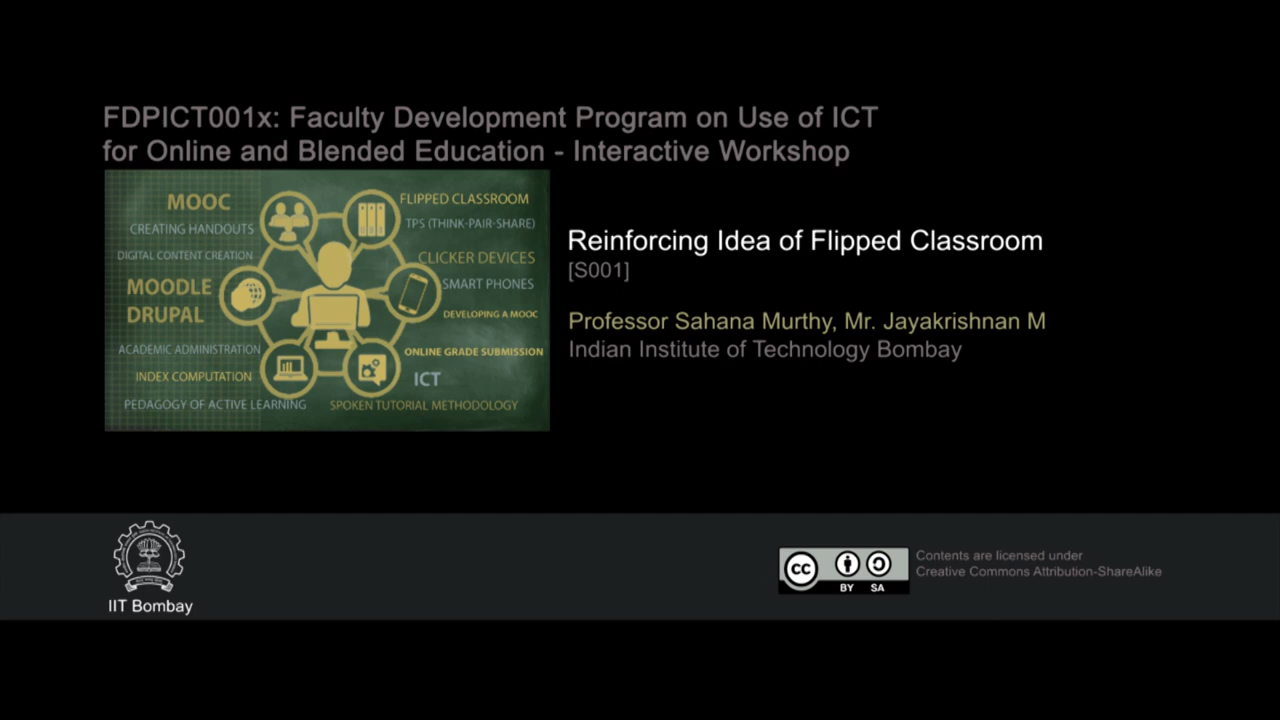 FDPICT001x: Faculty Development Program on Use of ICT
for Online and Blended Education - Interactive Workshop
MOOC
CREATING HANDOUTS
DIGITAL CONTENT CREATION
MOODLE
DRUPAL
ACADEMIC ADMINISTRATION
INDEX COMPUTATION
PEDAGOGY OF ACTIVE LEARNING
FLIPPED CLASSROOM
TPS (THINK-PAIR-SHARE)
CLICKER DEVICES
SMART PHONES
DEVELOPING A MOOC
ONLINE GRADE SUBMISSION
ICT
SPOKEN TUTORIAL METHODOLOGY
Reinforcing Idea of Flipped Classroom
[S001]
Professor Sahana Murthy, Mr. Jayakrishnan M
Indian Institute of Technology Bombay
IIT Bombay
cc
BY SA
Contents are licensed under
Creative Commons Attribution-ShareAlike